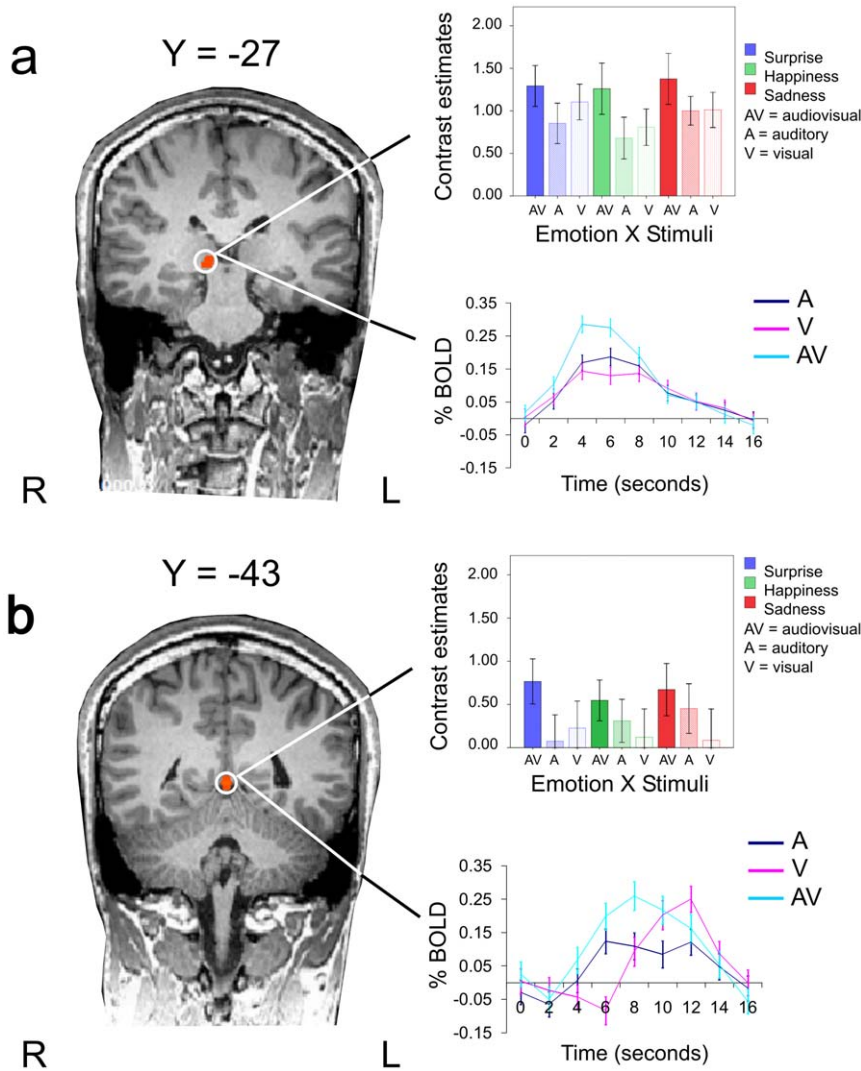 a
Y = -27
R
L
Contrast estimates
2.00
1.50
1.00
0.50
0.00
AV A V AV A V AV A V
Emotion X Stimuli
Surprise
Happiness
Sadness
AV = audiovisual
A = auditory
V = visual
% BOLD
0.35
0.25
0.15
0.05
-0.05
-0.15
0 2 4 6 8 10 12 14 16
Time (seconds)
A
V
AV
b
Y = -43
R
L
Contrast estimates
2.00
1.50
1.00
0.50
0.00
AV A V AV A V AV A V
Emotion X Stimuli
Surprise
Happiness
Sadness
AV = audiovisual
A = auditory
V = visual
% BOLD
0.35
0.25
0.15
0.05
-0.05
-0.15
0 2 4 6 8 10 12 14 16
Time (seconds)
A
V
AV